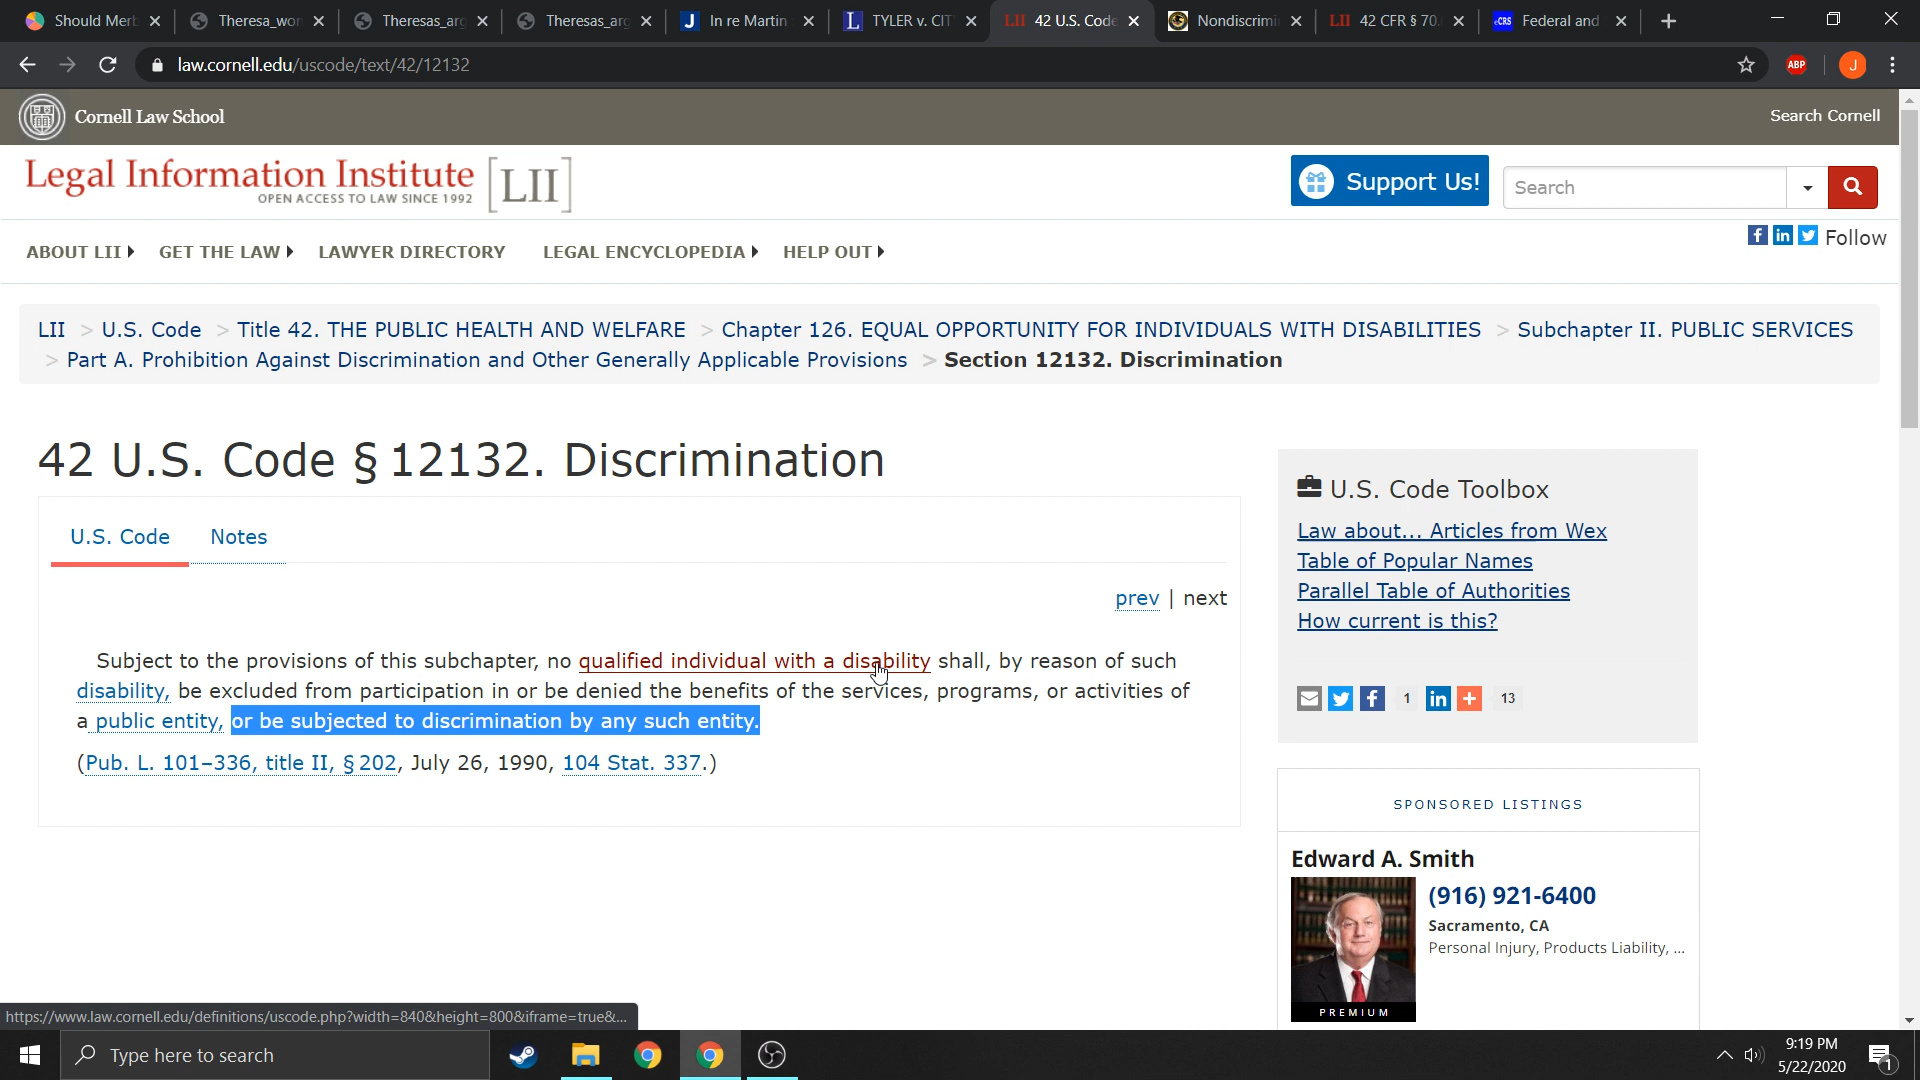 Should Merb
Theresa_wor
Theresas_arg
Theresas_arg
J In re Martin
L TYLER v. CIT
LII 42 U.S. Code
Nondiscrimi
LII 42 CFR § 70.
eCRS Federal and
law.cornell.edu/uscode/text/42/12132
ABP
J
Cornell Law School
Search Cornell
Legal Information Institute [LII]
OPEN ACCESS TO LAW SINCE 1992
Support Us!
Search
ABOUT LII GET THE LAW LAWYER DIRECTORY LEGAL ENCYCLOPEDIA HELP OUT
f in Follow
LII > U.S. Code > Title 42. THE PUBLIC HEALTH AND WELFARE > Chapter 126. EQUAL OPPORTUNITY FOR INDIVIDUALS WITH DISABILITIES > Subchapter II. PUBLIC SERVICES
> Part A. Prohibition Against Discrimination and Other Generally Applicable Provisions > Section 12132. Discrimination
42 U.S. Code § 12132. Discrimination
U.S. Code Notes
prev | next
Subject to the provisions of this subchapter, no qualified individual with a disability shall, by reason of such
disability, be excluded from participation in or be denied the benefits of the services, programs, or activities of
a public entity, or be subjected to discrimination by any such entity.
(Pub. L. 101–336, title II, § 202, July 26, 1990, 104 Stat. 337.)
U.S. Code Toolbox
Law about... Articles from Wex
Table of Popular Names
Parallel Table of Authorities
How current is this?
f 1 in + 13
SPONSORED LISTINGS
Edward A. Smith
(916) 921-6400
Sacramento, CA
Personal Injury, Products Liability, ...
PREMIUM
https://www.law.cornell.edu/definitions/uscode.php?width=840&height=800&iframe=true&...
Type here to search
9:19 PM
5/22/2020
1